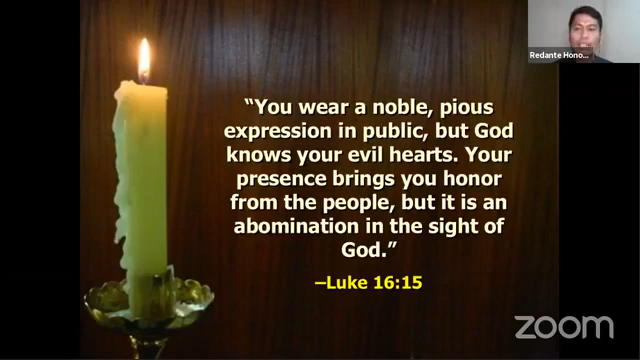 Redante Hono...
“You wear a noble, pious
expression in public, but God
knows your evil hearts. Your
presence brings you honor
from the people, but it is an
abomination in the sight of
God.”
–Luke 16:15
zoom